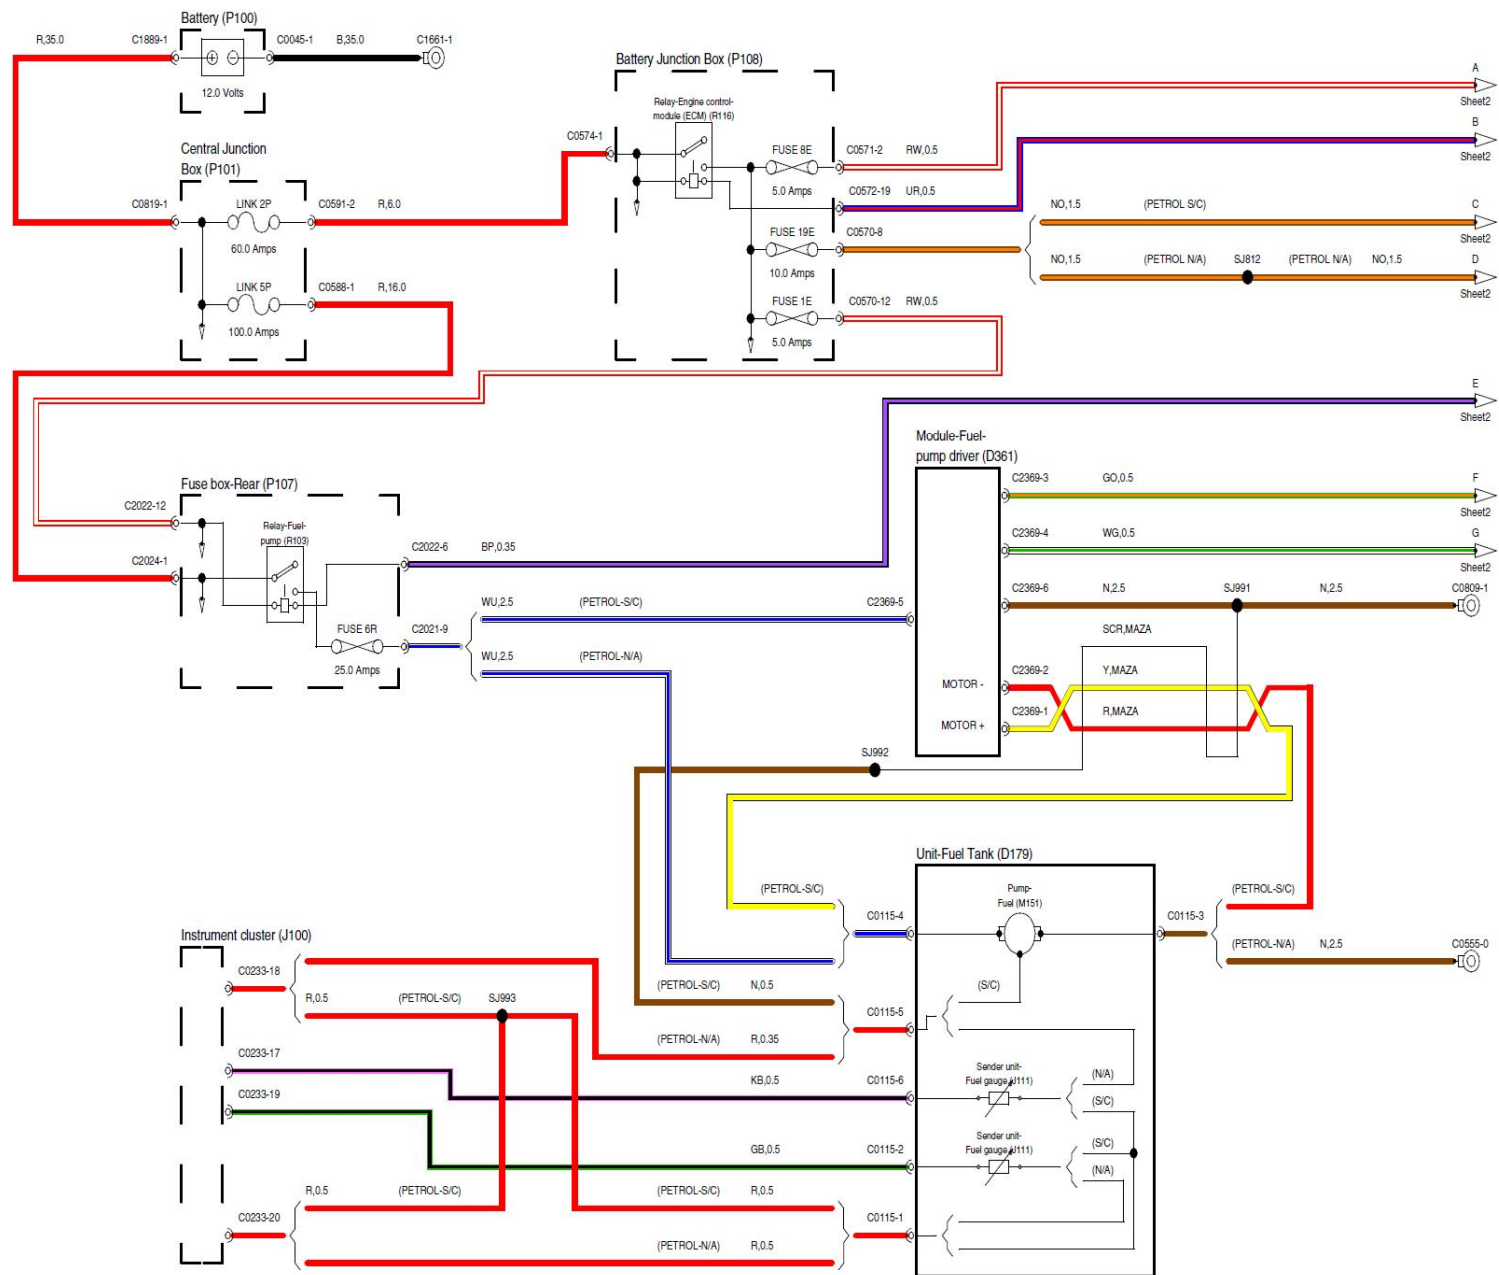 Battery (P100)
R,35.0
C1889-1
C0045-1
B,35.0
C1661-1
12.0 Volts
Battery Junction Box (P108)
A
Sheet2
Relay-Engine control-
module (ECM) (R116)
C0574-1
FUSE 8E
C0571-2
RW,0.5
5.0 Amps
B
Sheet2
Central Junction
Box (P101)
C0819-1
LINK 2P
C0591-2
R,6.0
60.0 Amps
C0572-19
UR,0.5
NO,1.5
(PETROL S/C)
C
Sheet2
FUSE 19E
C0570-8
10.0 Amps
NO,1.5
(PETROL N/A)
SJ812
(PETROL N/A)
NO,1.5
D
Sheet2
LINK 5P
C0588-1
R,16.0
100.0 Amps
FUSE 1E
C0570-12
RW,0.5
5.0 Amps
E
Sheet2
Module-Fuel-
pump driver (D361)
Fuse box-Rear (P107)
C2022-12
Relay-Fuel-
pump (R103)
C2024-1
C2022-6
BP,0.35
C2369-3
GO,0.5
F
Sheet2
C2369-4
WG,0.5
G
Sheet2
WU,2.5
(PETROL-S/C)
C2369-5
C2369-6
N,2.5
SJ991
N,2.5
C0809-1
FUSE 6R
C2021-9
25.0 Amps
WU,2.5
(PETROL-N/A)
SCR,MAZA
MOTOR -
C2369-2
Y,MAZA
MOTOR +
C2369-1
R,MAZA
SJ992
Unit-Fuel Tank (D179)
(PETROL-S/C)
Pump-
Fuel (M151)
(PETROL-S/C)
C0115-4
C0115-3
Instrument cluster (J100)
(PETROL-N/A)
N,2.5
C0555-0
C0233-18
R,0.5
(PETROL-S/C)
SJ993
(PETROL-S/C)
N,0.5
(S/C)
C0115-5
(PETROL-N/A)
R,0.35
C0233-17
KB,0.5
C0115-6
Sender unit-
Fuel gauge (J111)
(N/A)
(S/C)
C0233-19
GB,0.5
C0115-2
Sender unit-
Fuel gauge (J111)
(S/C)
(N/A)
R,0.5
(PETROL-S/C)
(PETROL-S/C)
R,0.5
C0233-20
C0115-1
(PETROL-N/A)
R,0.5